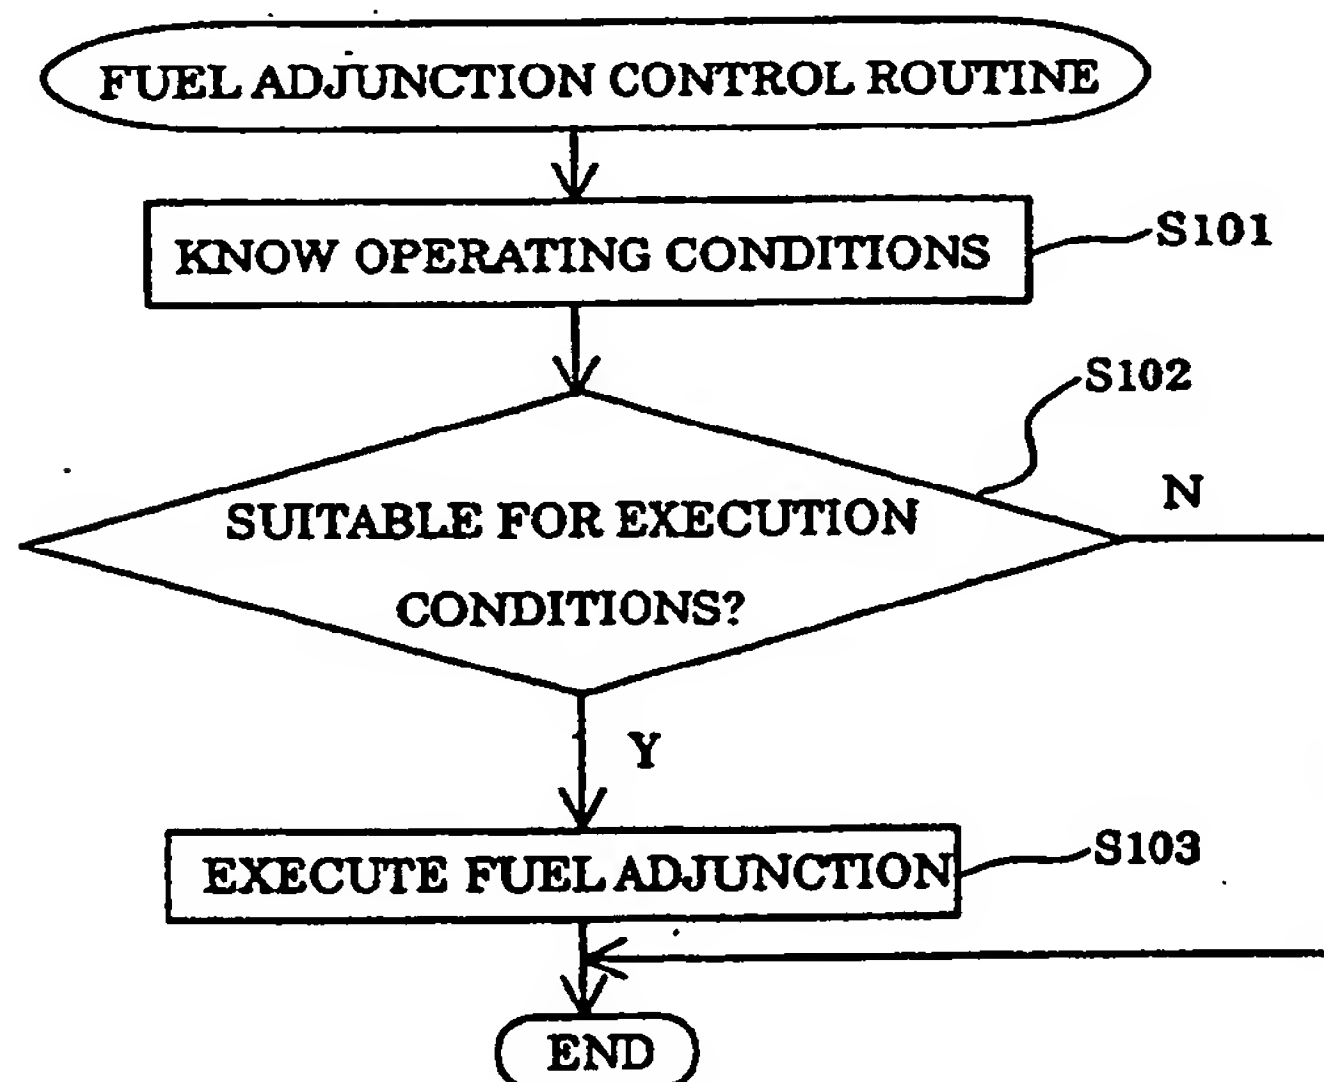 FUEL ADJUNCTION CONTROL ROUTINE
KNOW OPERATING CONDITIONS
S101
S102
SUITABLE FOR EXECUTION
CONDITIONS?
N
Y
EXECUTE FUEL ADJUNCTION
S103
END